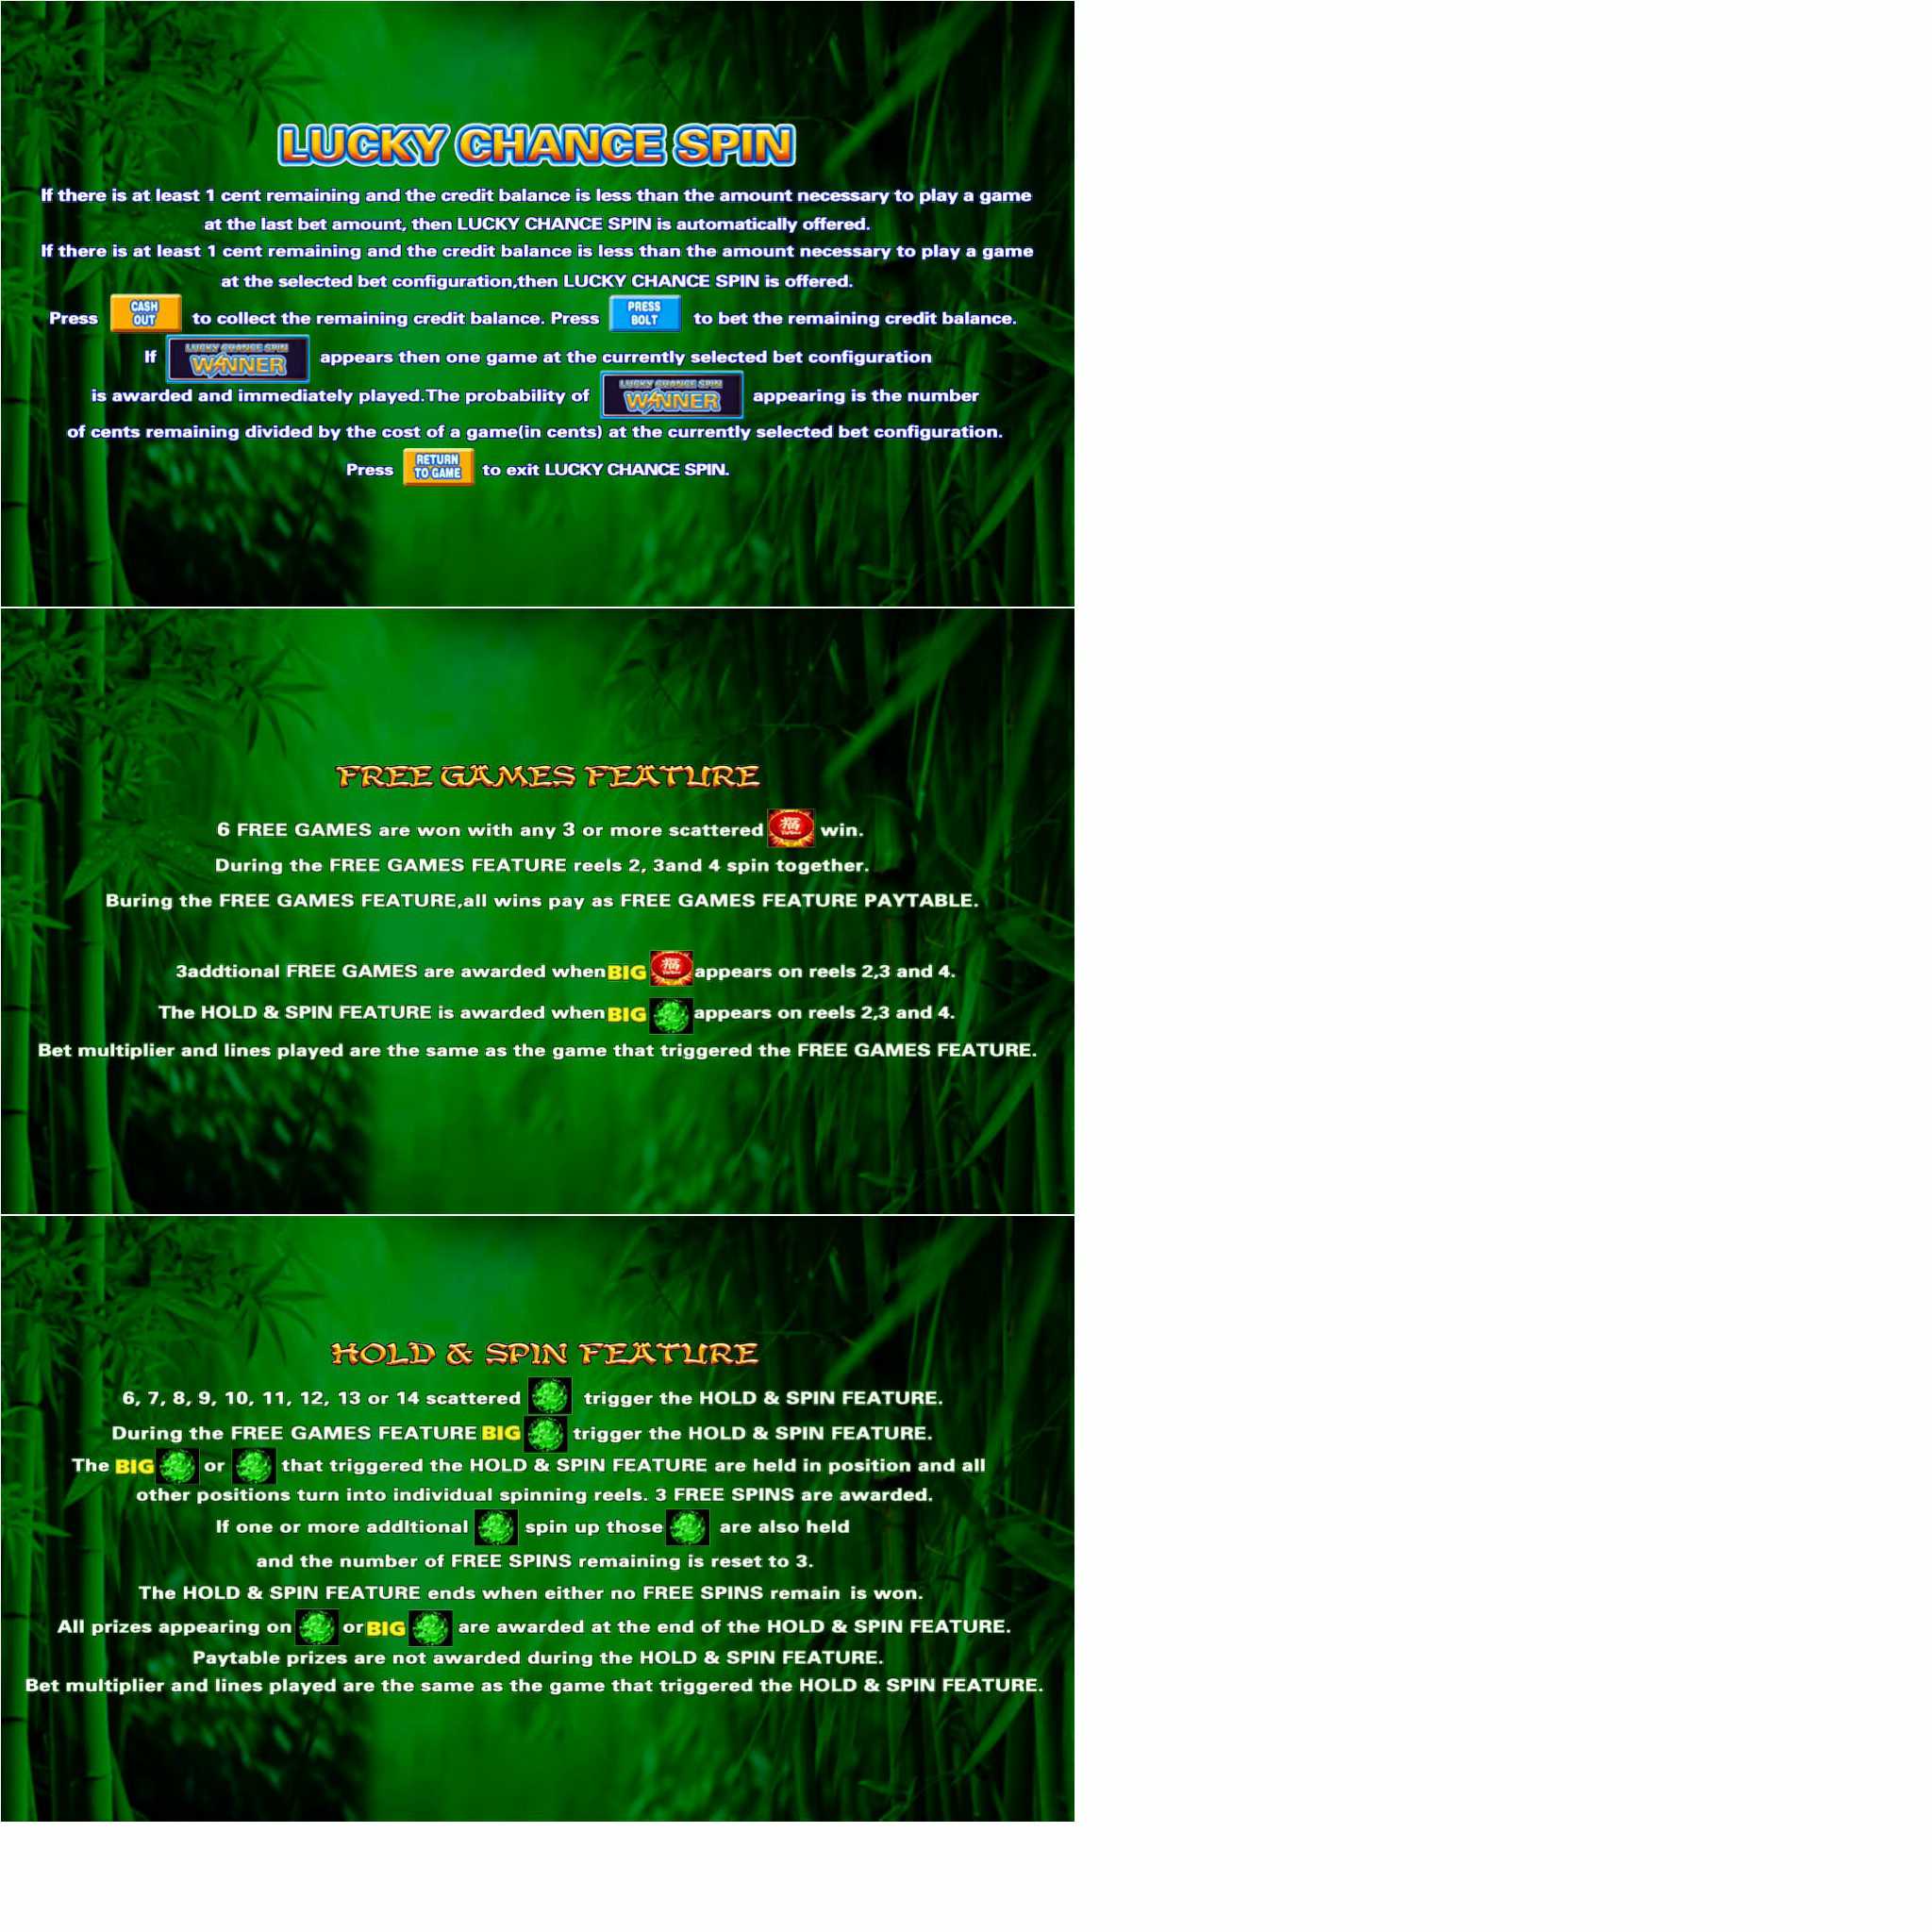 LUCKY CHANCE SPIN
If there is at least 1 cent remaining and the credit balance is less than the amount necessary to play a game
at the last bet amount, then LUCKY CHANCE SPIN is automatically offered.
If there is at least 1 cent remaining and the credit balance is less than the amount necessary to play a game
at the selected bet configuration,then LUCKY CHANCE SPIN is offered.
Press CASH OUT to collect the remaining credit balance. Press PRESS BOLT to bet the remaining credit balance.
If LUCKY CHANCE SPIN WINNER appears then one game at the currently selected bet configuration
is awarded and immediately played.The probability of LUCKY CHANCE SPIN WINNER appearing is the number
of cents remaining divided by the cost of a game(in cents) at the currently selected bet configuration.
Press RETURN TO GAME to exit LUCKY CHANCE SPIN.
FREE GAMES FEATURE
6 FREE GAMES are won with any 3 or more scattered 福 win.
During the FREE GAMES FEATURE reels 2, 3and 4 spin together.
Buring the FREE GAMES FEATURE,all wins pay as FREE GAMES FEATURE PAYTABLE.
3addtional FREE GAMES are awarded when BIG 福 appears on reels 2,3 and 4.
The HOLD & SPIN FEATURE is awarded when BIG appears on reels 2,3 and 4.
Bet multiplier and lines played are the same as the game that triggered the FREE GAMES FEATURE.
HOLD & SPIN FEATURE
6, 7, 8, 9, 10, 11, 12, 13 or 14 scattered trigger the HOLD & SPIN FEATURE.
During the FREE GAMES FEATURE BIG trigger the HOLD & SPIN FEATURE.
The BIG or that triggered the HOLD & SPIN FEATURE are held in position and all
other positions turn into individual spinning reels. 3 FREE SPINS are awarded.
If one or more addltional spin up those are also held
and the number of FREE SPINS remaining is reset to 3.
The HOLD & SPIN FEATURE ends when either no FREE SPINS remain is won.
All prizes appearing on or BIG are awarded at the end of the HOLD & SPIN FEATURE.
Paytable prizes are not awarded during the HOLD & SPIN FEATURE.
Bet multiplier and lines played are the same as the game that triggered the HOLD & SPIN FEATURE.